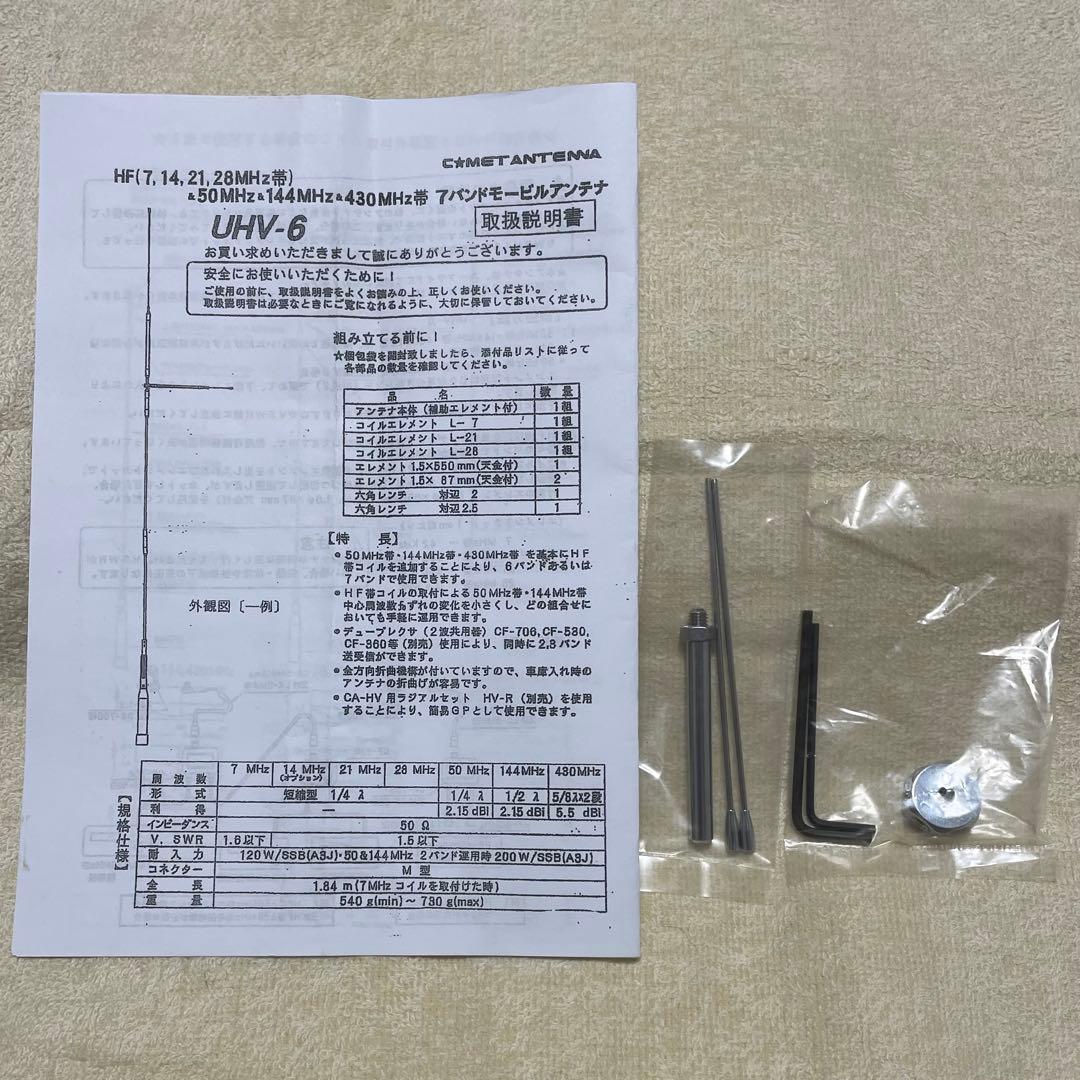 C☆MET ANTENNA
HF(7,14,21,28MHz帯)
&50MHz&144MHz&430MHz帯 7バンドモービルアンテナ
UHV-6 取扱説明書
お買い求めいただきまして誠にありがとうございます。
安全にお使いいただくために!
ご使用の前に、取扱説明書をよくお読みの上、正しくお使いください。
取扱説明書は必要なときにご覧になれるように、大切に保管しておいてください。
組み立てる前に!
☆梱包袋を開封致しましたら、添付品リストに従って
各部品の数量を確認してください。
品 名 数 量
アンテナ本体(補助エレメント付) 1組
コイルエレメント L-7 1組
コイルエレメント L-21 1組
コイルエレメント L-28 1組
エレメント1.5×550mm(天金付) 1
エレメント1.5× 87mm(天金付) 2
六角レンチ 対辺 2 1
六角レンチ 対辺 2.5 1
【特 長】
●50MHz帯・144MHz帯・430MHz帯 を基本にHF
帯コイルを追加することにより、6バンドあるいは
7バンドで使用できます。
●HF帯コイルの取付による50MHz帯・144MHz帯
中心周波数ずれの変化を小さくし、どの組合せに
おいても手軽に運用できます。
●デュープレクサ(2波共用器)CF-706,CF-530,
CF-360等(別売)使用により、同時に2,3バンド
送受信ができます。
●全方向折曲機構が付いていますので、車庫入れ時の
アンテナの折曲げが容易です。
●CA-HV用ラジアルセット HV-R(別売)を使用
することにより、簡易GPとして使用できます。
外観図〔一例〕
【規格仕様】
周 波 数 7 MHz 14 MHz(オプション) 21 MHz 28 MHz 50 MHz 144MHz 430MHz
形 式 短縮型 1/4 λ 1/4 λ 1/2 λ 5/8λ×2段
利 得 — 2.15 dBi 2.15 dBi 5.5 dBi
インピーダンス 50 Ω
V. SWR 1.6以下 1.5以下
耐 入 力 120W/SSB(A3J)・50&144MHz 2バンド運用時200W/SSB(A3J)
コネクター M 型
全 長 1.84 m(7MHz コイルを取付けた時)
重 量 540 g(min)~ 730 g(max)